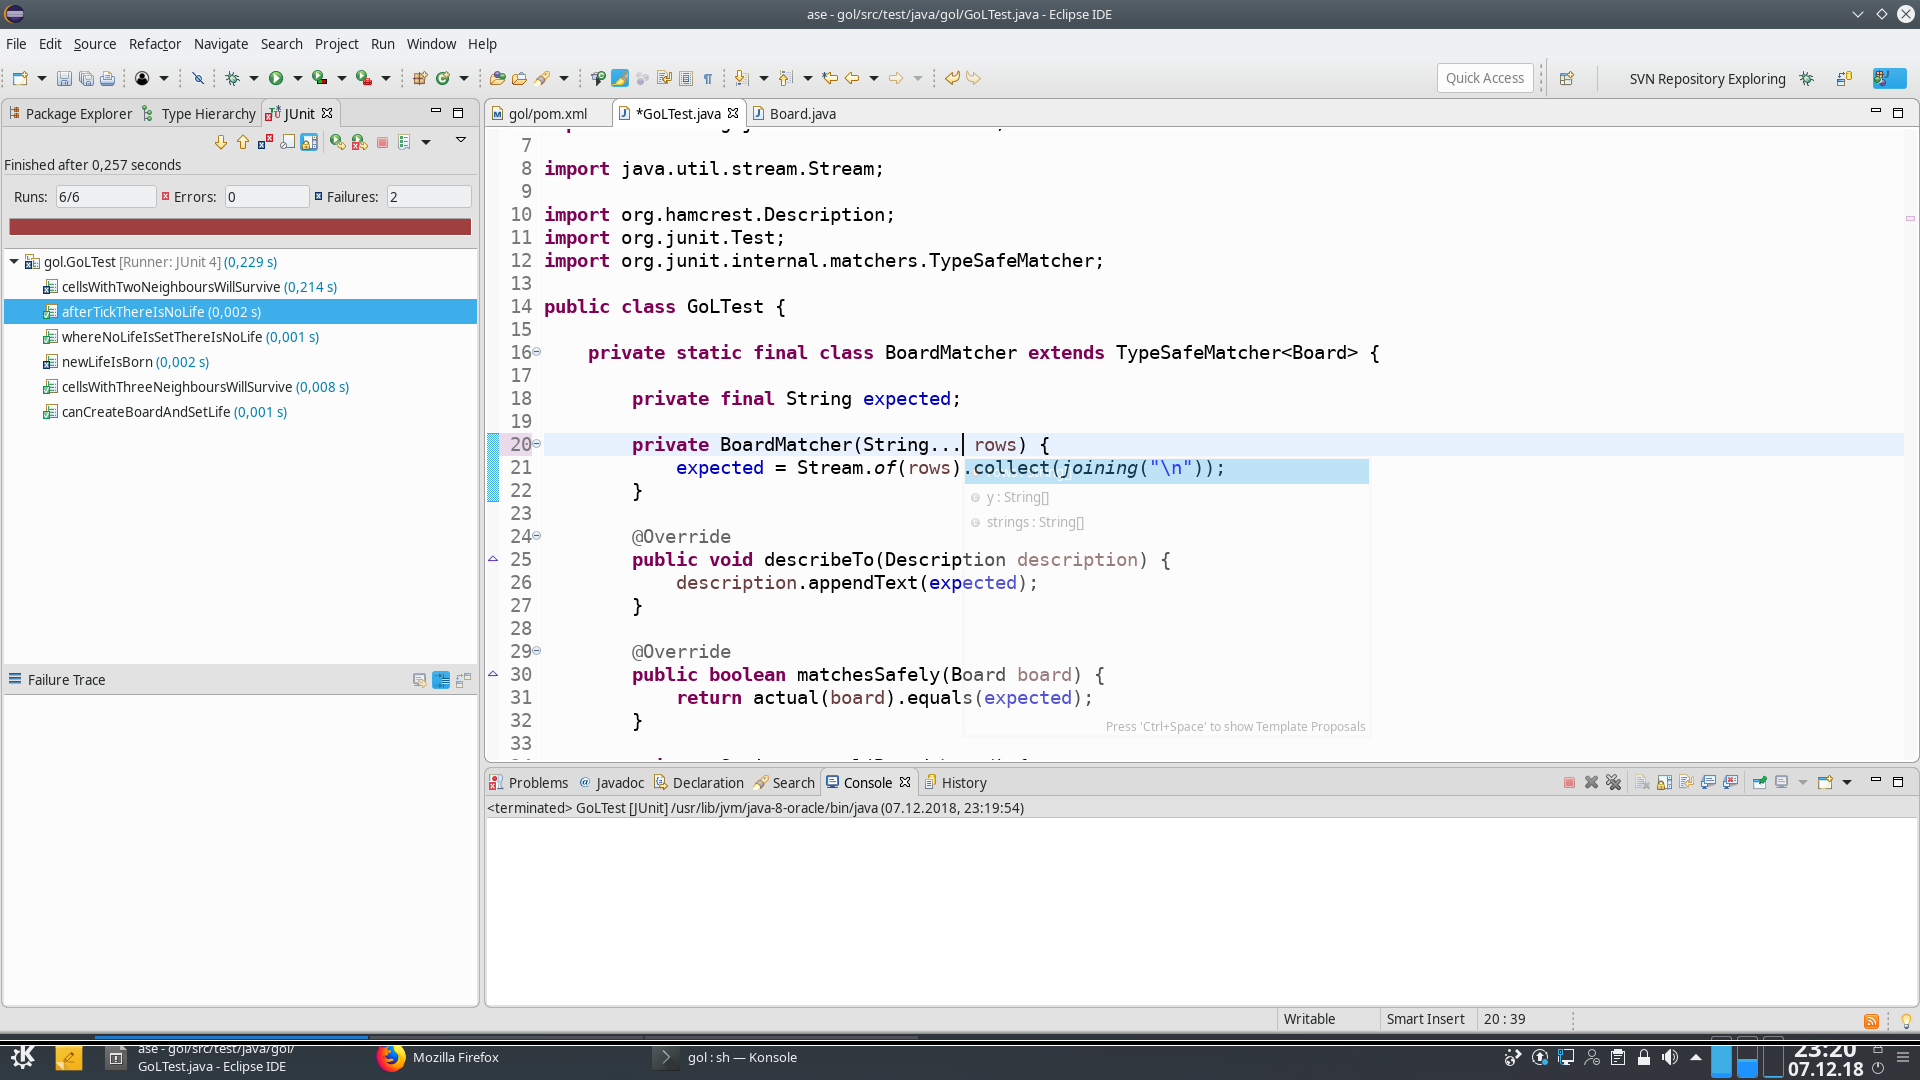 ase - gol/src/test/java/gol/GoLTest.java - Eclipse IDE
File Edit Source Refactor Navigate Search Project Run Window Help
Quick Access
SVN Repository Exploring
Package Explorer Type Hierarchy JUnit
Finished after 0,257 seconds
Runs: 6/6 Errors: 0 Failures: 2
gol.GoLTest [Runner: JUnit 4] (0,229 s)
cellsWithTwoNeighboursWillSurvive (0,214 s)
afterTickThereIsNoLife (0,002 s)
whereNoLifeIsSetThereIsNoLife (0,001 s)
newLifeIsBorn (0,002 s)
cellsWithThreeNeighboursWillSurvive (0,008 s)
canCreateBoardAndSetLife (0,001 s)
Failure Trace
gol/pom.xml *GoLTest.java Board.java
7
8 import java.util.stream.Stream;
9
10 import org.hamcrest.Description;
11 import org.junit.Test;
12 import org.junit.internal.matchers.TypeSafeMatcher;
13
14 public class GoLTest {
15
16 private static final class BoardMatcher extends TypeSafeMatcher<Board> {
17
18 private final String expected;
19
20 private BoardMatcher(String... rows) {
21 expected = Stream.of(rows).collect(joining("\n"));
22 }
y : String[]
23
strings : String[]
24 @Override
25 public void describeTo(Description description) {
26 description.appendText(expected);
27 }
28
29 @Override
30 public boolean matchesSafely(Board board) {
31 return actual(board).equals(expected);
32 }
Press 'Ctrl+Space' to show Template Proposals
33
Problems Javadoc Declaration Search Console History
<terminated> GoLTest [JUnit] /usr/lib/jvm/java-8-oracle/bin/java (07.12.2018, 23:19:54)
Writable Smart Insert 20 : 39
ase - gol/src/test/java/gol/
GoLTest.java - Eclipse IDE
Mozilla Firefox
gol : sh — Konsole
23:20
07.12.18